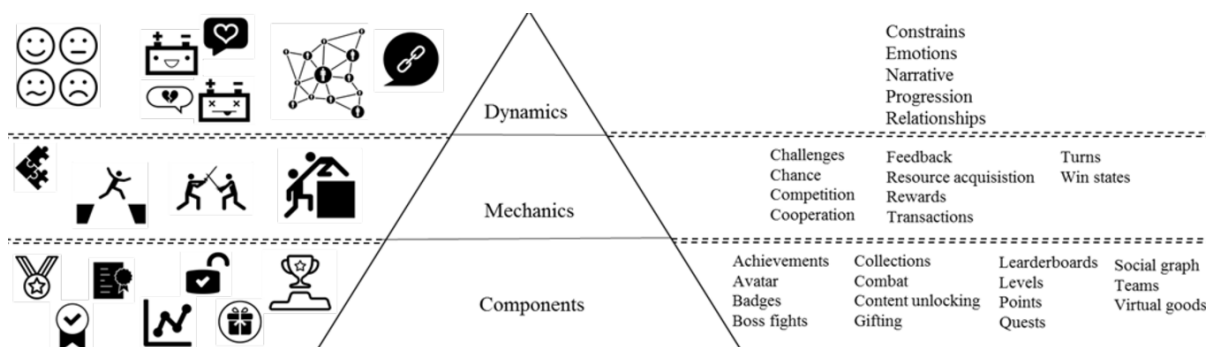 Constrains
Emotions
Narrative
Progression
Relationships
Dynamics
Challenges
Chance
Competition
Cooperation
Feedback
Resource acquisistion
Rewards
Transactions
Turns
Win states
Mechanics
Achievements
Avatar
Badges
Boss fights
Collections
Combat
Content unlocking
Gifting
Learderboards
Levels
Points
Quests
Social graph
Teams
Virtual goods
Components